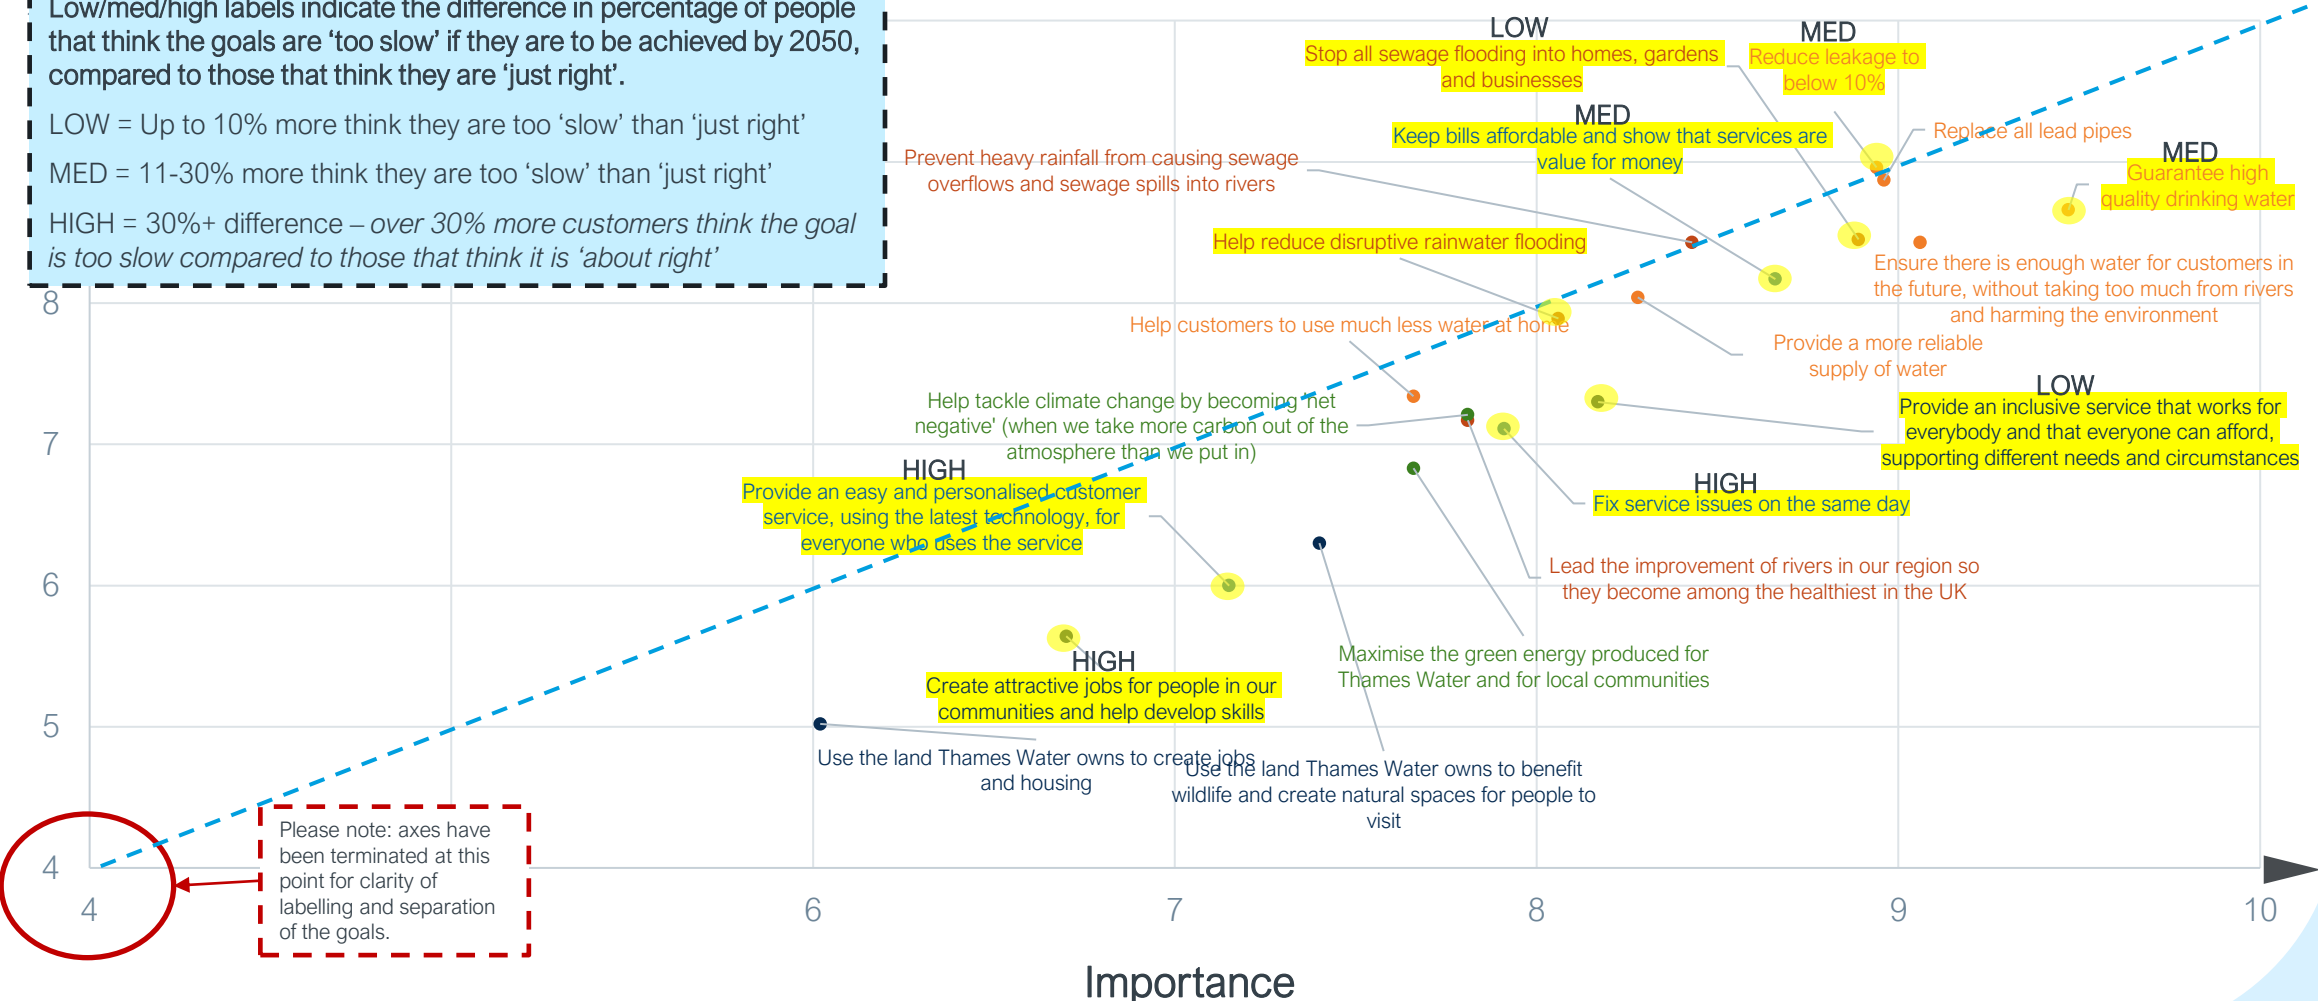 Low/med/high labels indicate the difference in percentage of people
that think the goals are ‘too slow’ if they are to be achieved by 2050,
compared to those that think they are ‘just right’.
LOW = Up to 10% more think they are too ‘slow’ than ‘just right’
MED = 11-30% more think they are too ‘slow’ than ‘just right’
HIGH = 30%+ difference – over 30% more customers think the goal
is too slow compared to those that think it is ‘about right’
LOW
Stop all sewage flooding into homes, gardens
and businesses
MED
Reduce leakage to
below 10%
MED
Keep bills affordable and show that services are
value for money
Replace all lead pipes
MED
Guarantee high
quality drinking water
Prevent heavy rainfall from causing sewage
overflows and sewage spills into rivers
Help reduce disruptive rainwater flooding
Ensure there is enough water for customers in
the future, without taking too much from rivers
and harming the environment
Help customers to use much less water at home
Provide a more reliable
supply of water
Help tackle climate change by becoming 'net
negative' (when we take more carbon out of the
atmosphere than we put in)
LOW
Provide an inclusive service that works for
everybody and that everyone can afford,
supporting different needs and circumstances
HIGH
Provide an easy and personalised customer
service, using the latest technology, for
everyone who uses the service
HIGH
Fix service issues on the same day
Lead the improvement of rivers in our region so
they become among the healthiest in the UK
Maximise the green energy produced for
Thames Water and for local communities
HIGH
Create attractive jobs for people in our
communities and help develop skills
Use the land Thames Water owns to create jobs
and housing
Use the land Thames Water owns to benefit
wildlife and create natural spaces for people to
visit
8
7
6
5
4
Please note: axes have
been terminated at this
point for clarity of
labelling and separation
of the goals.
4
6
7
8
9
10
Importance